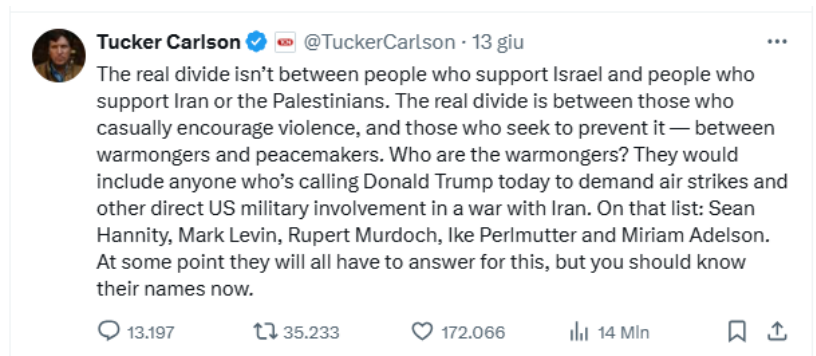 Tucker Carlson @TuckerCarlson · 13 giu
The real divide isn’t between people who support Israel and people who
support Iran or the Palestinians. The real divide is between those who
casually encourage violence, and those who seek to prevent it — between
warmongers and peacemakers. Who are the warmongers? They would
include anyone who’s calling Donald Trump today to demand air strikes and
other direct US military involvement in a war with Iran. On that list: Sean
Hannity, Mark Levin, Rupert Murdoch, Ike Perlmutter and Miriam Adelson.
At some point they will all have to answer for this, but you should know
their names now.
13.197 35.233 172.066 14 Mln